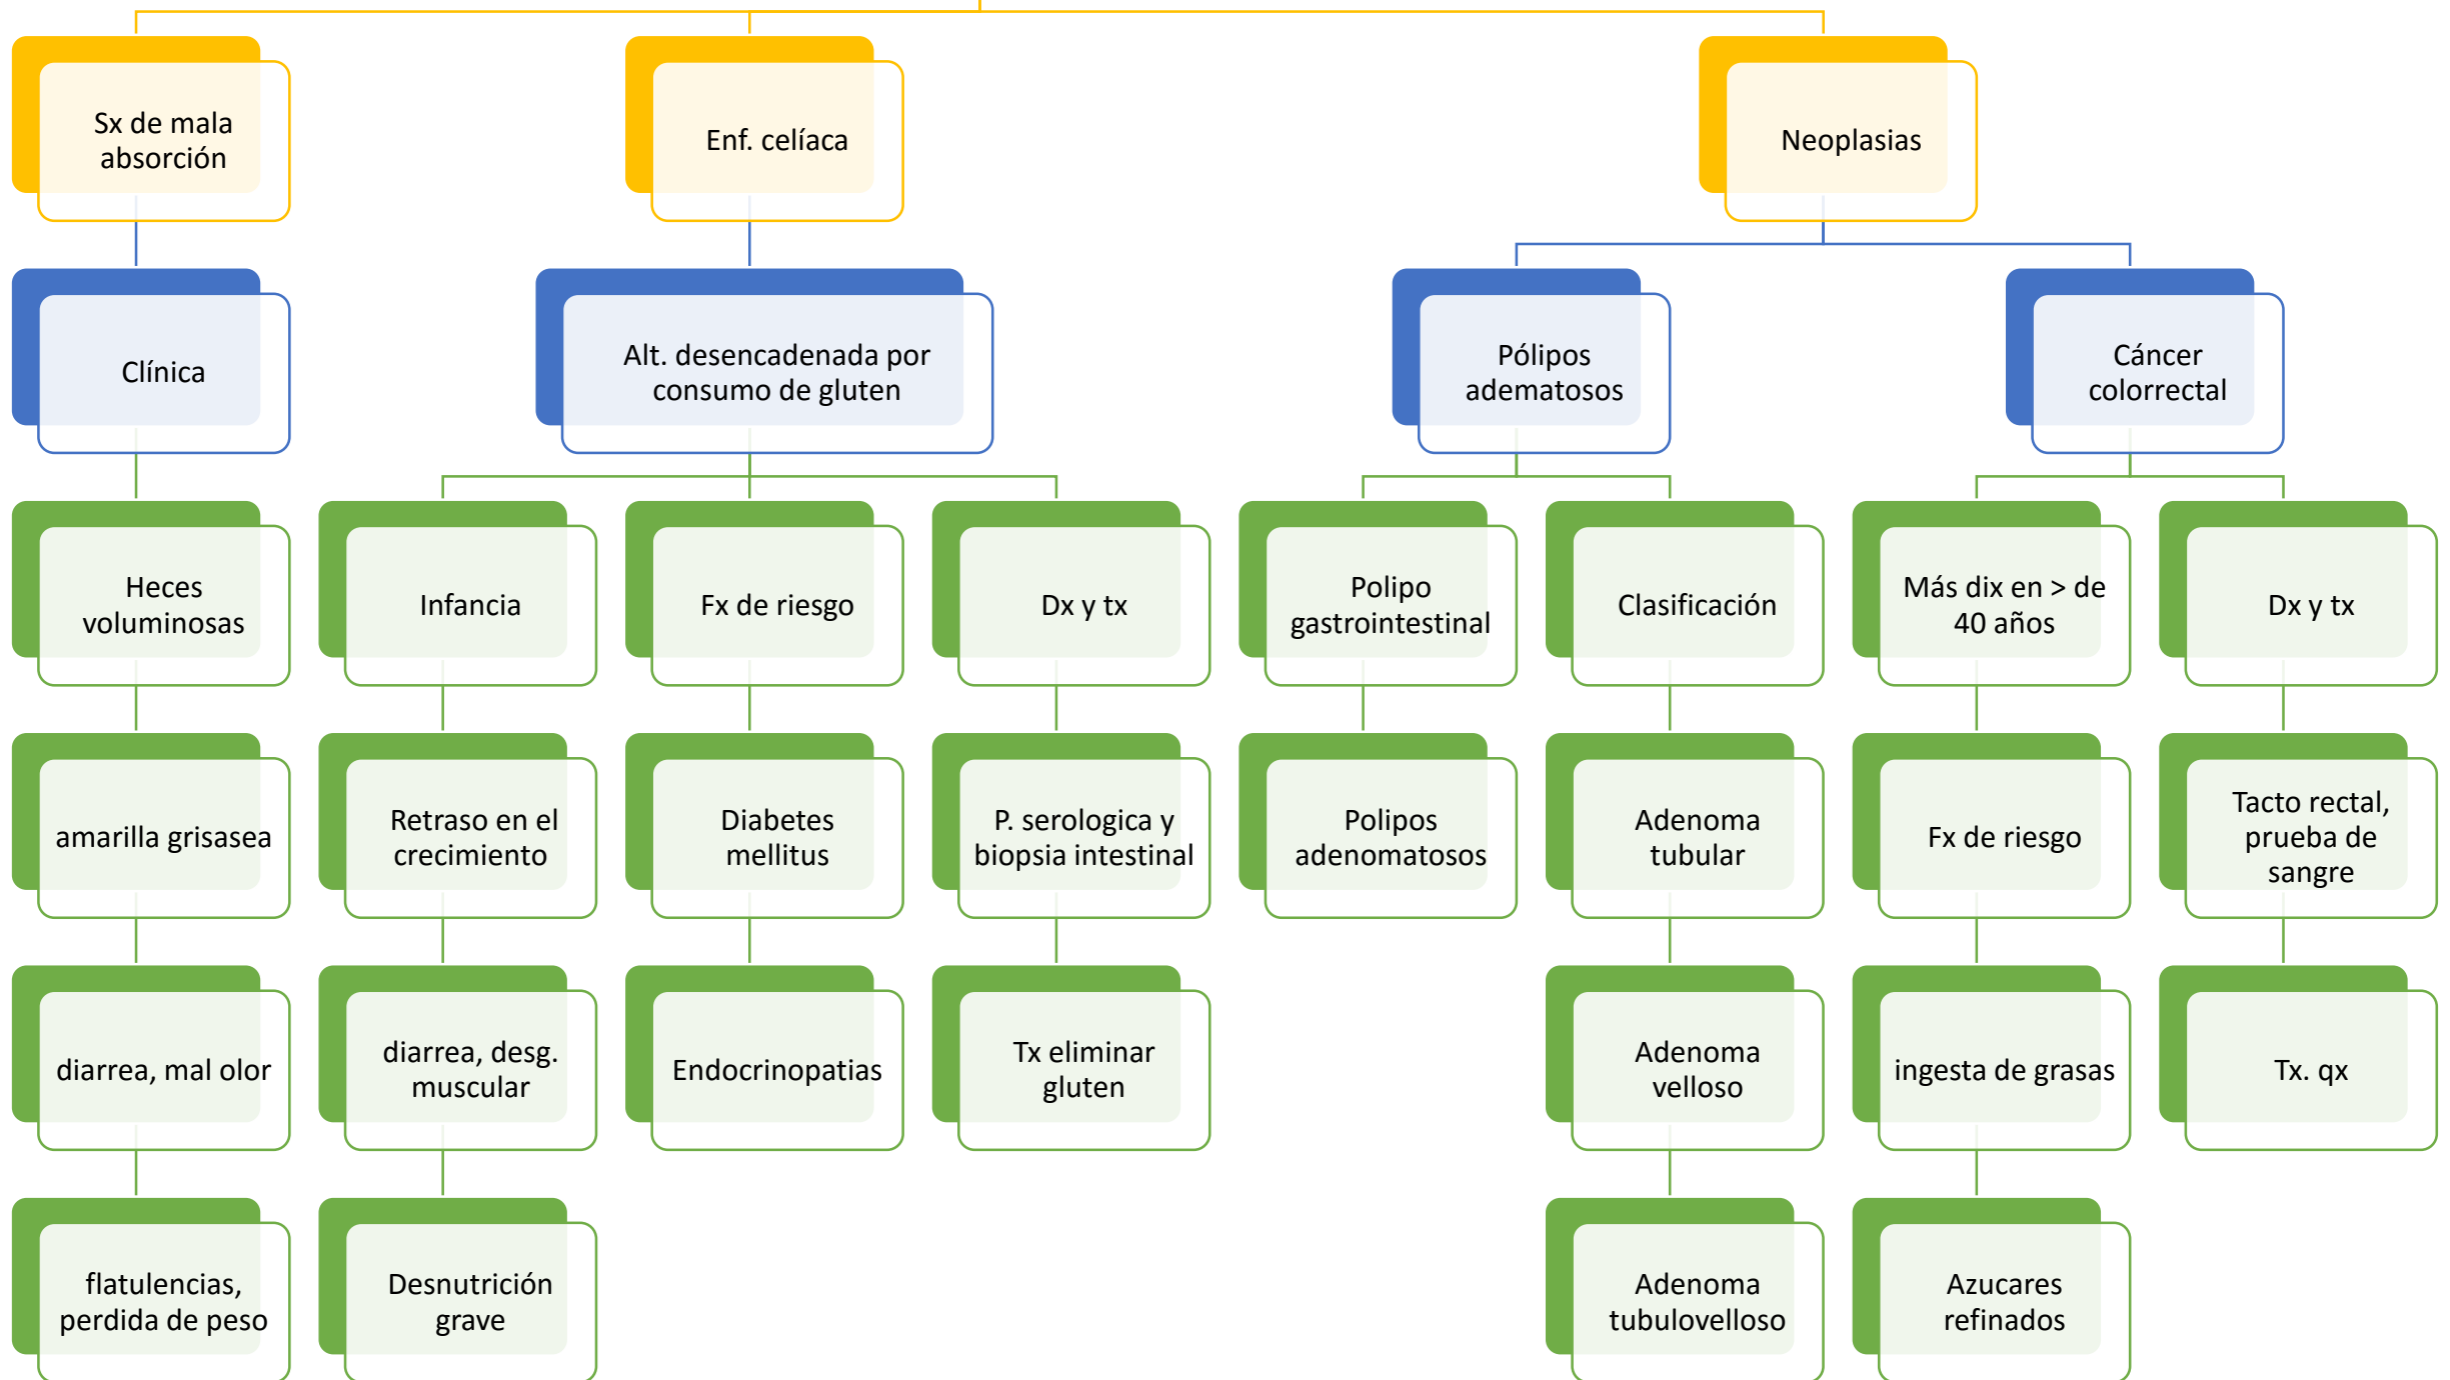 Sx de mala
absorción
Enf. celíaca
Neoplasias
Clínica
Alt. desencadenada por
consumo de gluten
Pólipos
adematosos
Cáncer
colorrectal
Heces
voluminosas
Infancia
Fx de riesgo
Dx y tx
Polipo
gastrointestinal
Clasificación
Más dix en > de
40 años
Dx y tx
amarilla grisasea
Retraso en el
crecimiento
Diabetes
mellitus
P. serologica y
biopsia intestinal
Polipos
adenomatosos
Adenoma
tubular
Fx de riesgo
Tacto rectal,
prueba de
sangre
diarrea, mal olor
diarrea, desg.
muscular
Endocrinopatias
Tx eliminar
gluten
Adenoma
velloso
ingesta de grasas
Tx. qx
flatulencias,
perdida de peso
Desnutrición
grave
Adenoma
tubulovelloso
Azucares
refinados